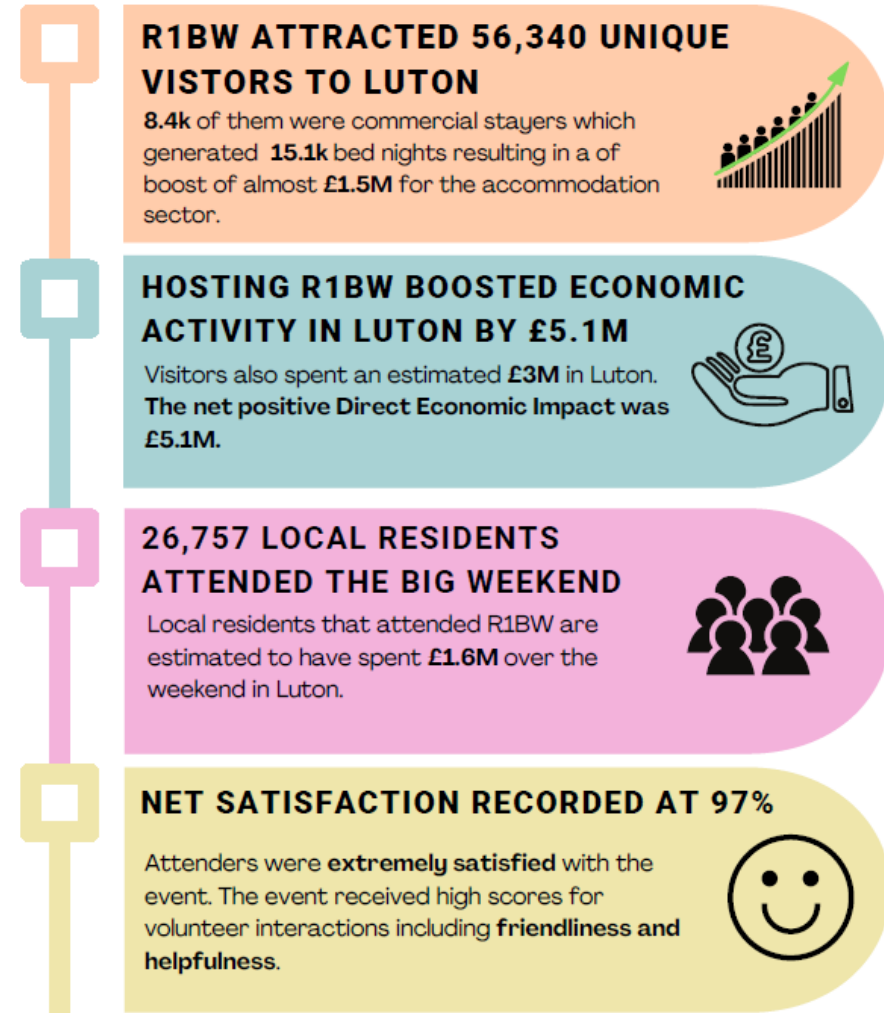 R1BW ATTRACTED 56,340 UNIQUE
VISTORS TO LUTON
8.4k of them were commercial stayers which
generated 15.1k bed nights resulting in a of
boost of almost £1.5M for the accommodation
sector.
HOSTING R1BW BOOSTED ECONOMIC
ACTIVITY IN LUTON BY £5.1M
Visitors also spent an estimated £3M in Luton.
The net positive Direct Economic Impact was
£5.1M.
£
26,757 LOCAL RESIDENTS
ATTENDED THE BIG WEEKEND
Local residents that attended R1BW are
estimated to have spent £1.6M over the
weekend in Luton.
NET SATISFACTION RECORDED AT 97%
Attenders were extremely satisfied with the
event. The event received high scores for
volunteer interactions including friendliness and
helpfulness.